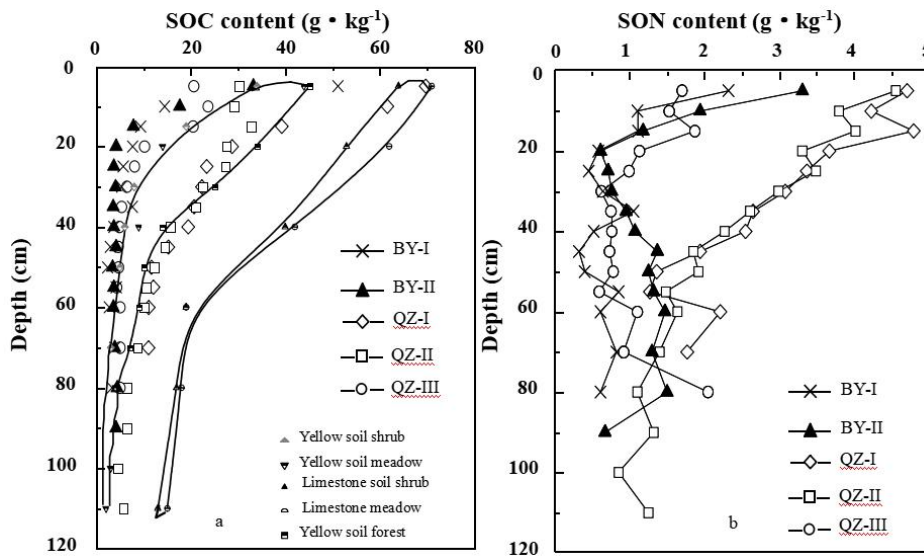 SOC content (g · kg⁻¹)
0 20 40 60 80
0
20
40
60
80
100
120
Depth (cm)
BY-I
BY-II
QZ-I
QZ-II
QZ-III
Yellow soil shrub
Yellow soil meadow
Limestone soil shrub
Limestone meadow
Yellow soil forest
a
SON content (g · kg⁻¹)
0 1 2 3 4 5
0
20
40
60
80
100
120
Depth (cm)
BY-I
BY-II
QZ-I
QZ-II
QZ-III
b